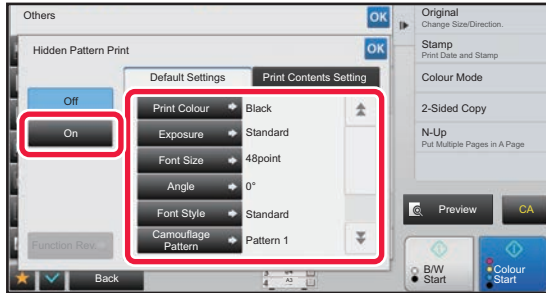 Others
OK
Hidden Pattern Print
OK
Default Settings
Print Contents Setting
Off
On
Print Colour
Black
Exposure
Standard
Font Size
48point
Angle
0°
Font Style
Standard
Camouflage
Pattern
Pattern 1
Function Rev.
Back
Original
Change Size/Direction.
Stamp
Print Date and Stamp
Colour Mode
2-Sided Copy
N-Up
Put Multiple Pages in A Page
Preview
CA
B/W
Start
Colour
Start